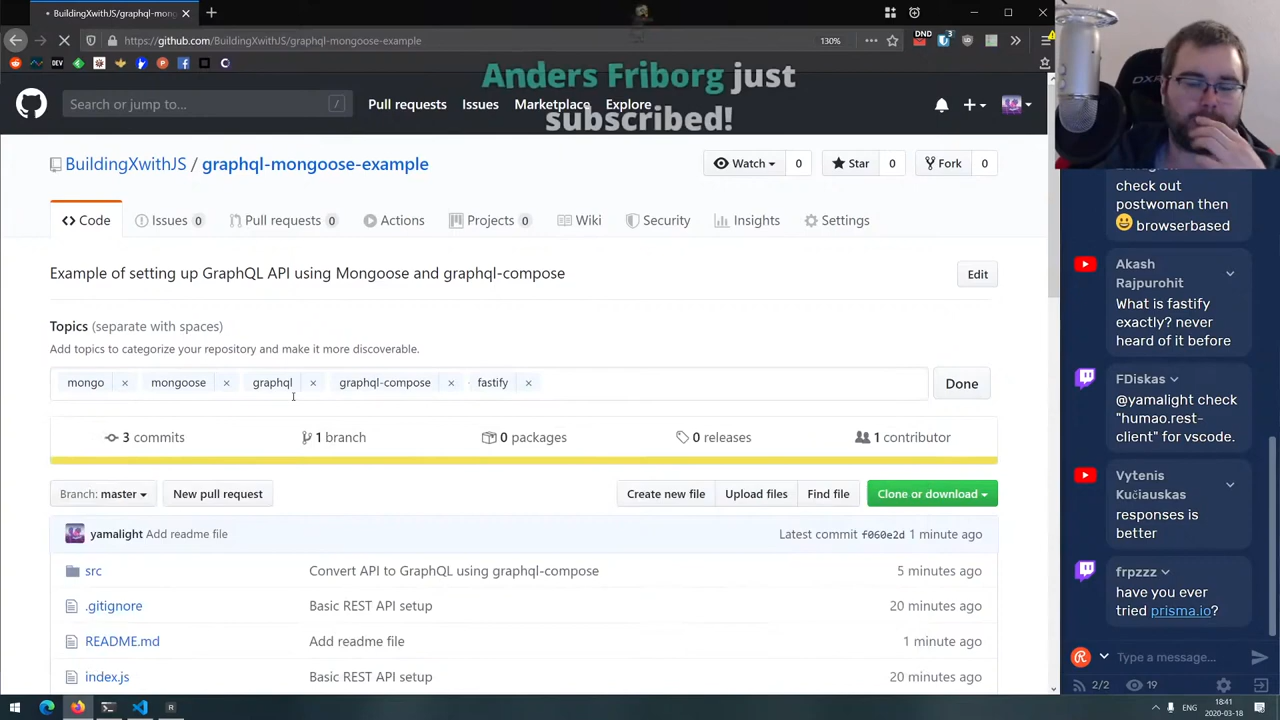 BuildingXwithJS/graphql-mong
https://github.com/BuildingXwithJS/graphql-mongoose-example
130%
DND
3
DEV
Anders Friborg just
subscribed!
Search or jump to...
/
Pull requests
Issues
Marketplace
Explore
BuildingXwithJS / graphql-mongoose-example
Watch
0
Star
0
Fork
0
Code
Issues 0
Pull requests 0
Actions
Projects 0
Wiki
Security
Insights
Settings
Example of setting up GraphQL API using Mongoose and graphql-compose
Edit
Topics (separate with spaces)
Add topics to categorize your repository and make it more discoverable.
mongo
mongoose
graphql
graphql-compose
fastify
Done
3 commits
1 branch
0 packages
0 releases
1 contributor
Branch: master
New pull request
Create new file
Upload files
Find file
Clone or download
yamalight Add readme file
Latest commit f060e2d 1 minute ago
src
Convert API to GraphQL using graphql-compose
5 minutes ago
.gitignore
Basic REST API setup
20 minutes ago
README.md
Add readme file
1 minute ago
index.js
Basic REST API setup
20 minutes ago
check out
postwoman then
browserbased
Akash
Rajpurohit
What is fastify
exactly? never
heard of it before
FDiskas
@yamalight check
"humao.rest-
client" for vscode.
Vytenis
Kučiauskas
responses is
better
frpzzz
have you ever
tried prisma.io?
Type a message...
2/2
19
ENG
18:41
2020-03-18